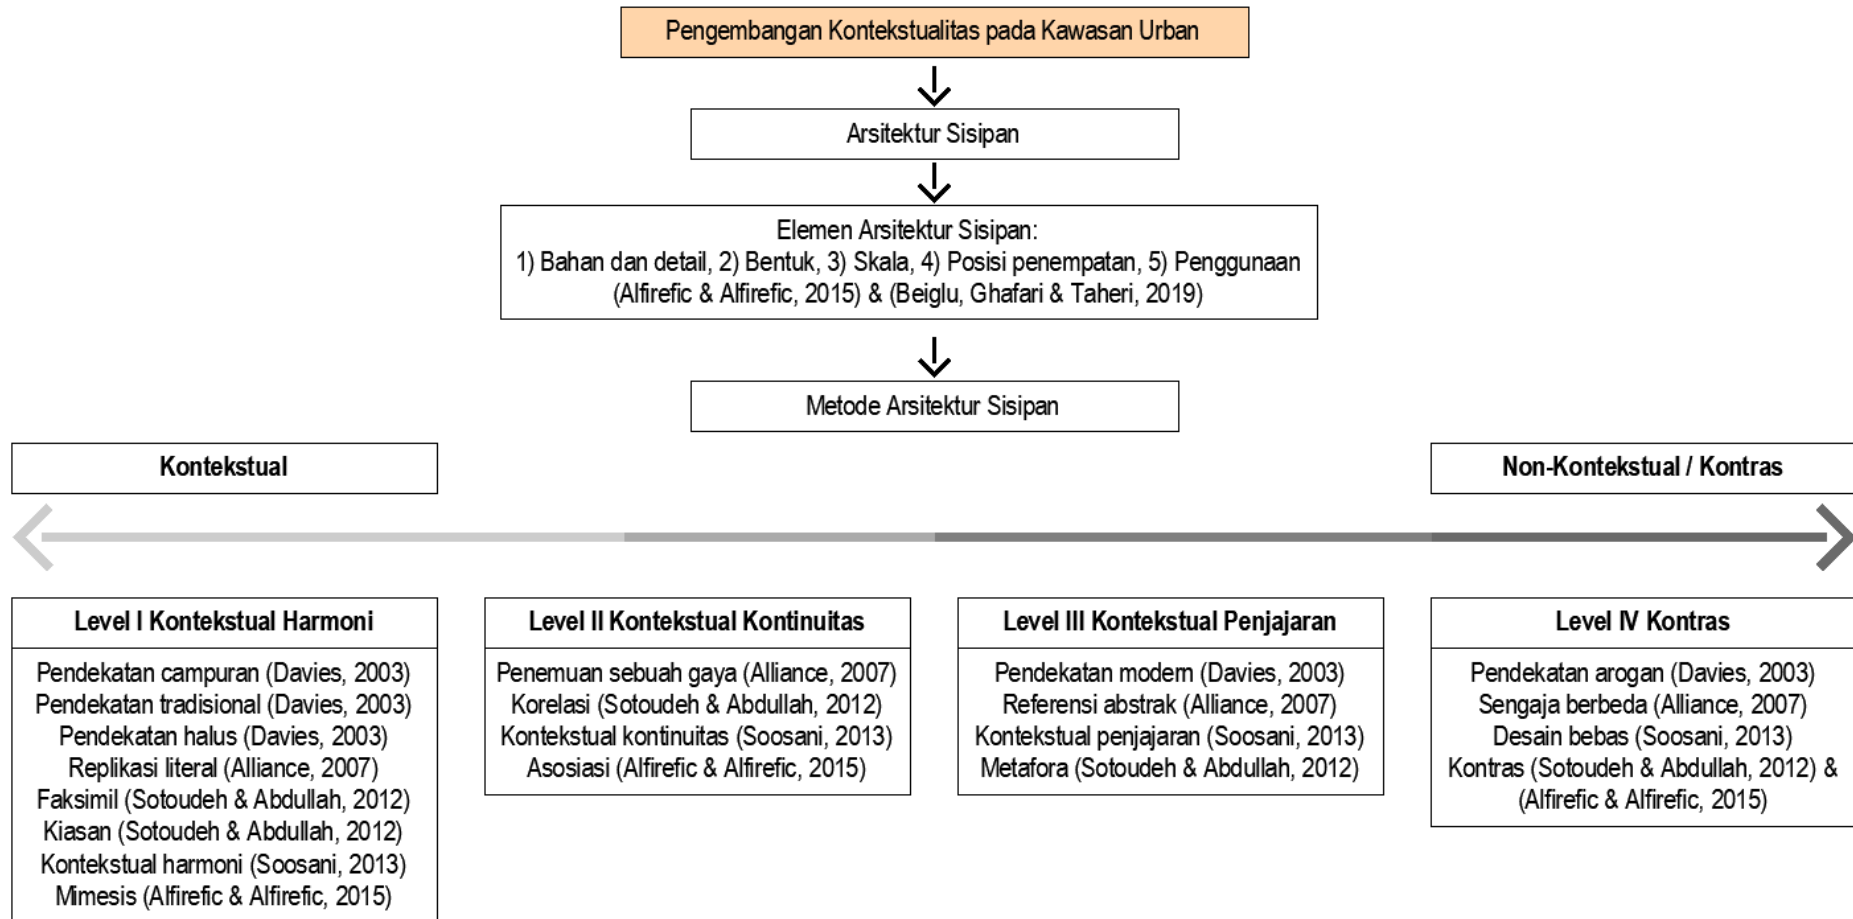 Pengembangan Kontekstualitas pada Kawasan Urban
Arsitektur Sisipan
Elemen Arsitektur Sisipan:
1) Bahan dan detail, 2) Bentuk, 3) Skala, 4) Posisi penempatan, 5) Penggunaan
(Alfirefic & Alfirefic, 2015) & (Beiglu, Ghafari & Taheri, 2019)
Metode Arsitektur Sisipan
Kontekstual
Non-Kontekstual / Kontras
Level I Kontekstual Harmoni
Pendekatan campuran (Davies, 2003)
Pendekatan tradisional (Davies, 2003)
Pendekatan halus (Davies, 2003)
Replikasi literal (Alliance, 2007)
Faksimil (Sotoudeh & Abdullah, 2012)
Kiasan (Sotoudeh & Abdullah, 2012)
Kontekstual harmoni (Soosani, 2013)
Mimesis (Alfirefic & Alfirefic, 2015)
Level II Kontekstual Kontinuitas
Penemuan sebuah gaya (Alliance, 2007)
Korelasi (Sotoudeh & Abdullah, 2012)
Kontekstual kontinuitas (Soosani, 2013)
Asosiasi (Alfirefic & Alfirefic, 2015)
Level III Kontekstual Penjajaran
Pendekatan modern (Davies, 2003)
Referensi abstrak (Alliance, 2007)
Kontekstual penjajaran (Soosani, 2013)
Metafora (Sotoudeh & Abdullah, 2012)
Level IV Kontras
Pendekatan arogan (Davies, 2003)
Sengaja berbeda (Alliance, 2007)
Desain bebas (Soosani, 2013)
Kontras (Sotoudeh & Abdullah, 2012) &
(Alfirefic & Alfirefic, 2015)